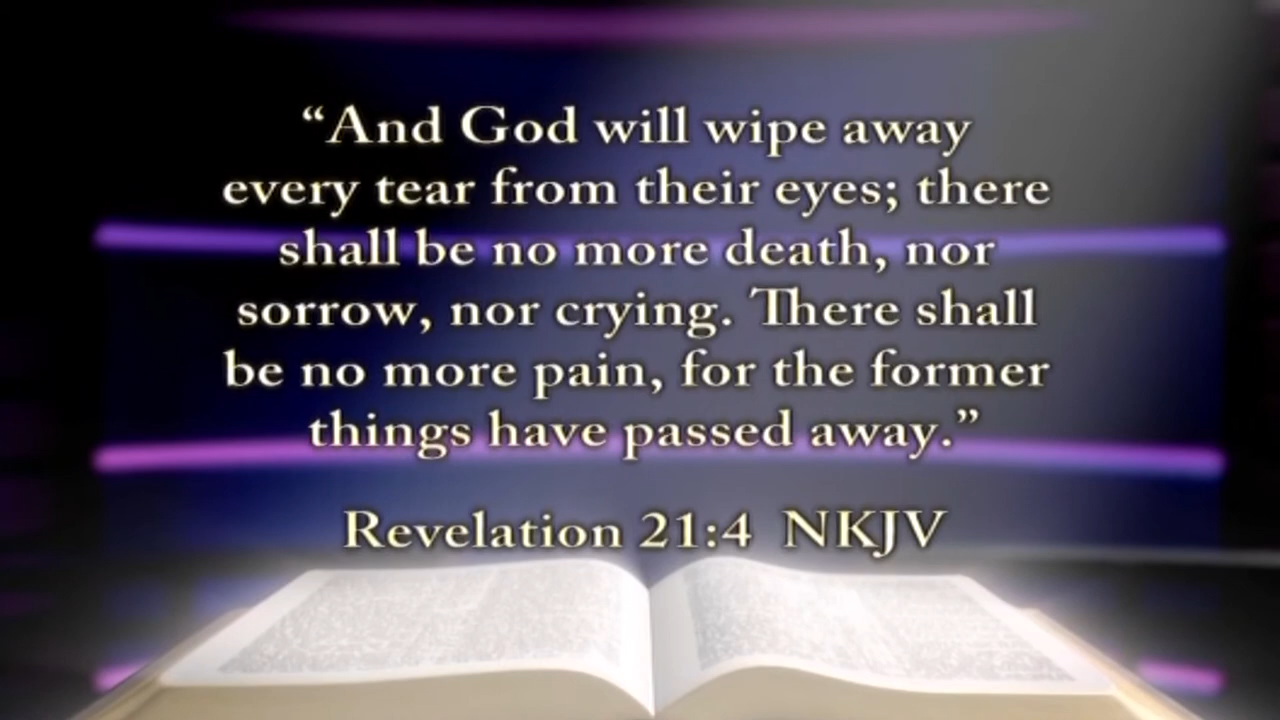 “And God will wipe away
every tear from their eyes; there
shall be no more death, nor
sorrow, nor crying. There shall
be no more pain, for the former
things have passed away.”
Revelation 21:4 NKJV